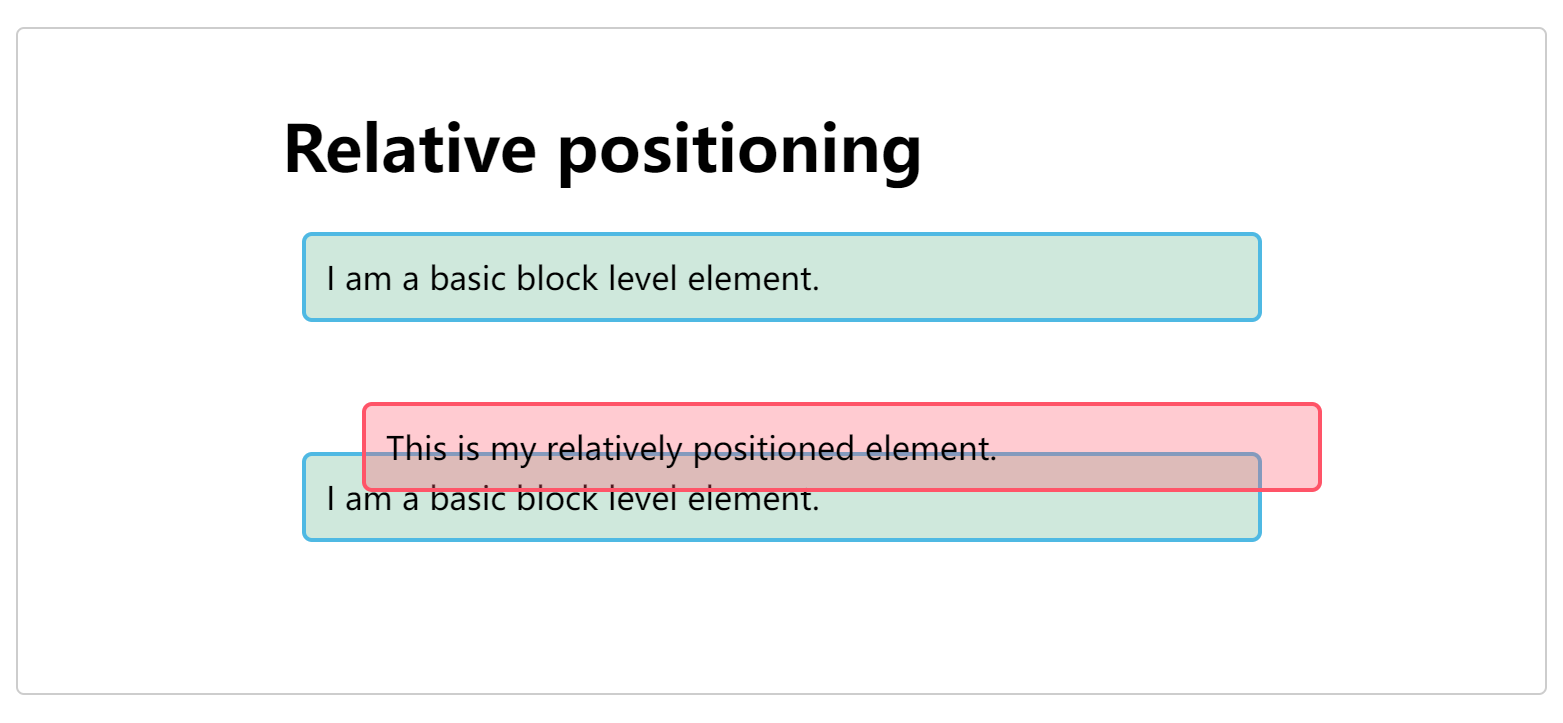 Relative positioning
I am a basic block level element.
This is my relatively positioned element.
I am a basic block level element.